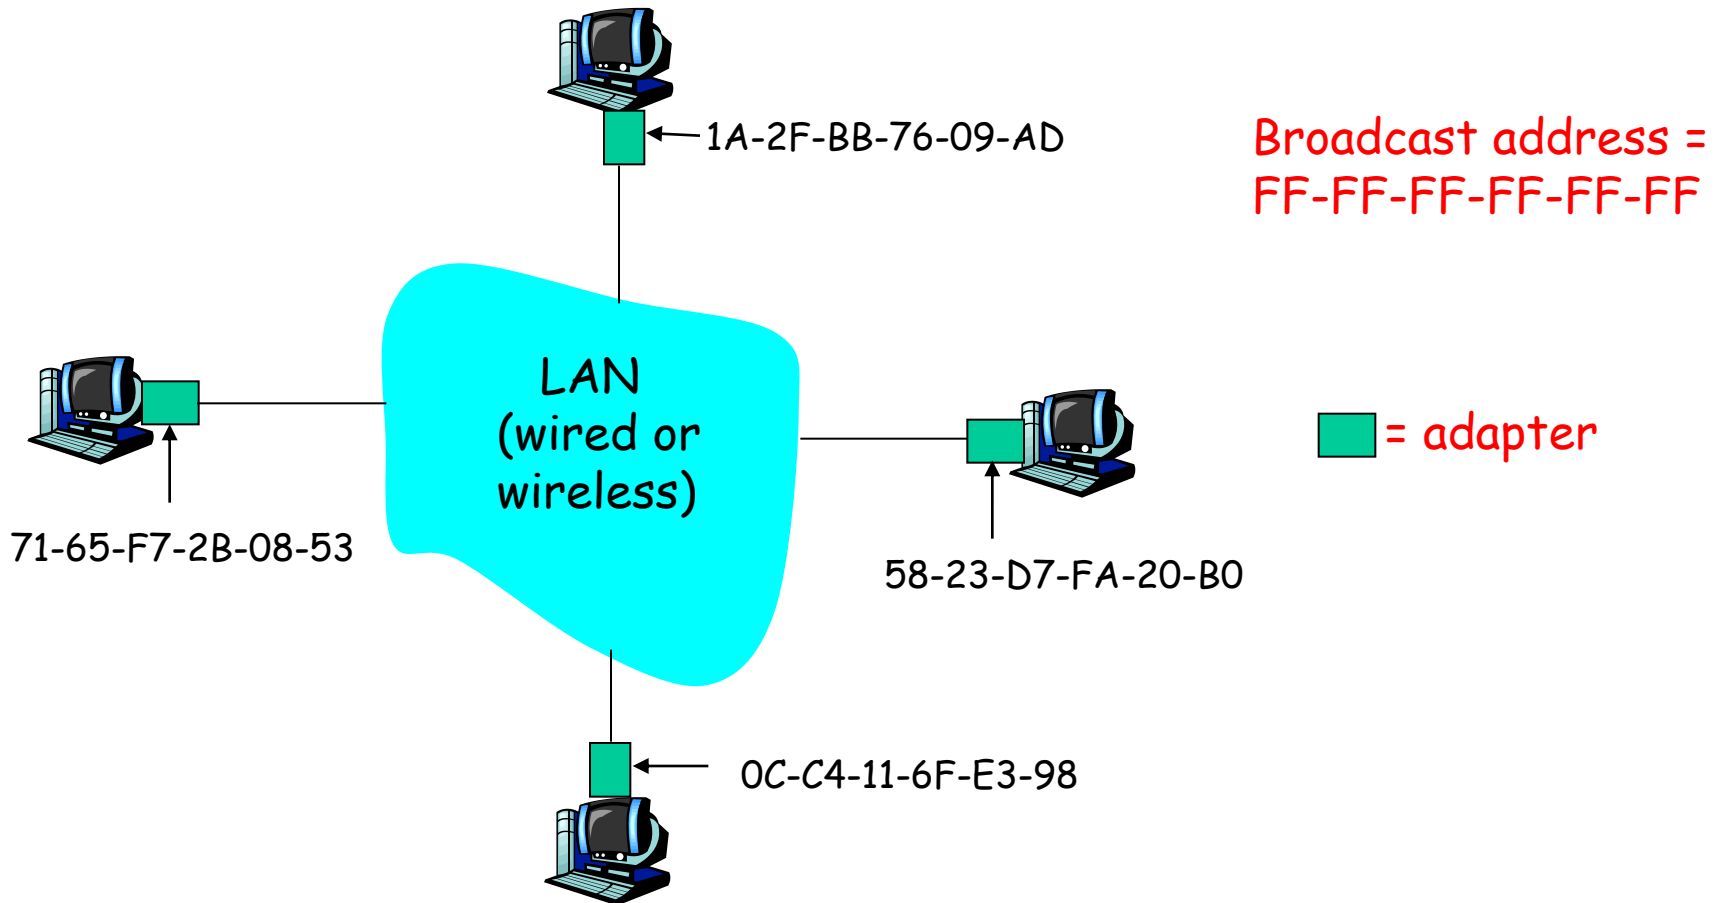 1A-2F-BB-76-09-AD
Broadcast address =
FF-FF-FF-FF-FF-FF
LAN
(wired or
wireless)
= adapter
71-65-F7-2B-08-53
58-23-D7-FA-20-B0
0C-C4-11-6F-E3-98